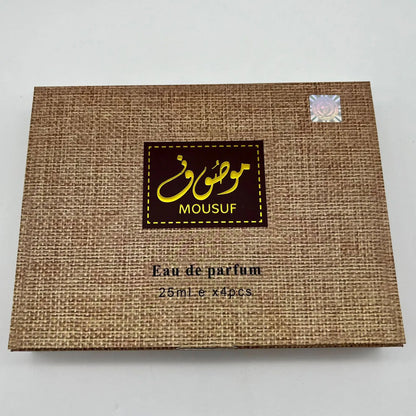 موصوف
MOUSUF
Eau de parfum
25ml.e x4pcs